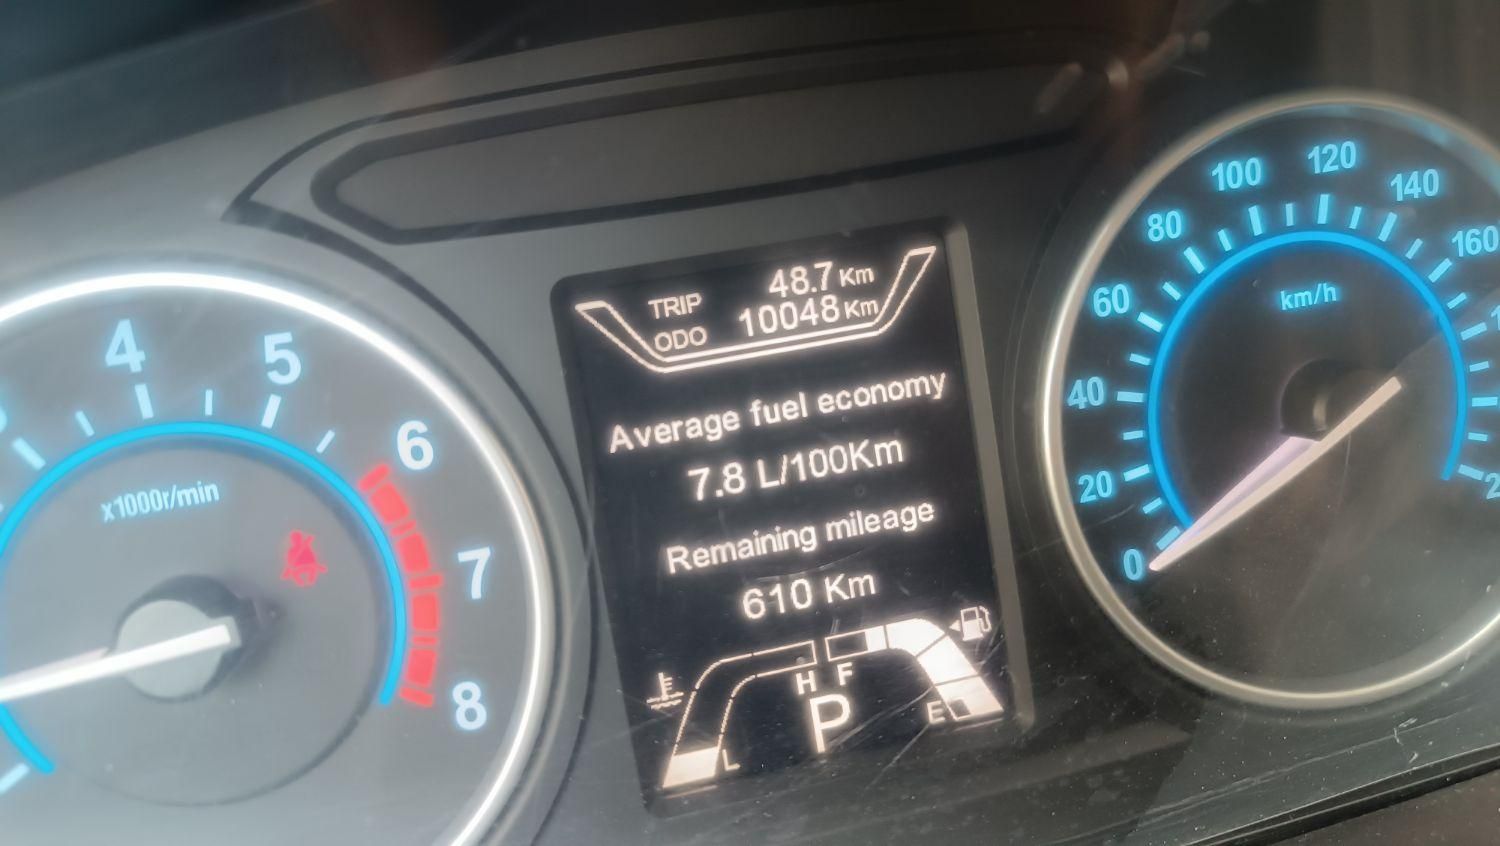 4
5
6
7
8
x1000r/min
TRIP 48.7 Km
ODO 10048 Km
Average fuel economy
7.8 L/100Km
Remaining mileage
610 Km
H F
P
L E
0
20
40
60
80
100
120
140
160
km/h